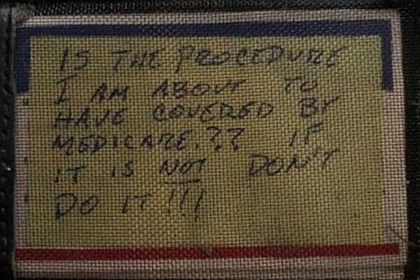 IS THE PROCEDURE
I AM ABOUT TO
HAVE COVERED BY
MEDICARE.?? IF
IT IS NOT DON'T
DO IT!!!